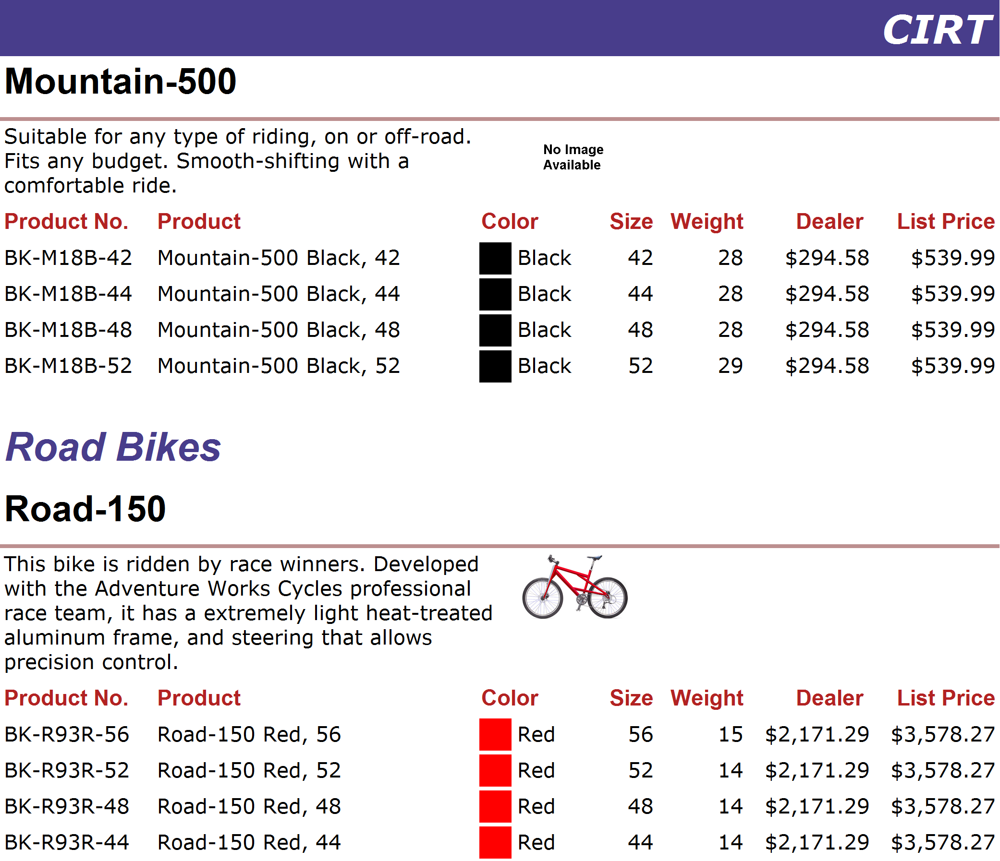 CIRT
Mountain-500
Suitable for any type of riding, on or off-road.
Fits any budget. Smooth-shifting with a
comfortable ride.
No Image
Available
Product No. Product Color Size Weight Dealer List Price
BK-M18B-42 Mountain-500 Black, 42 Black 42 28 $294.58 $539.99
BK-M18B-44 Mountain-500 Black, 44 Black 44 28 $294.58 $539.99
BK-M18B-48 Mountain-500 Black, 48 Black 48 28 $294.58 $539.99
BK-M18B-52 Mountain-500 Black, 52 Black 52 29 $294.58 $539.99
Road Bikes
Road-150
This bike is ridden by race winners. Developed
with the Adventure Works Cycles professional
race team, it has a extremely light heat-treated
aluminum frame, and steering that allows
precision control.
Product No. Product Color Size Weight Dealer List Price
BK-R93R-56 Road-150 Red, 56 Red 56 15 $2,171.29 $3,578.27
BK-R93R-52 Road-150 Red, 52 Red 52 14 $2,171.29 $3,578.27
BK-R93R-48 Road-150 Red, 48 Red 48 14 $2,171.29 $3,578.27
BK-R93R-44 Road-150 Red, 44 Red 44 14 $2,171.29 $3,578.27